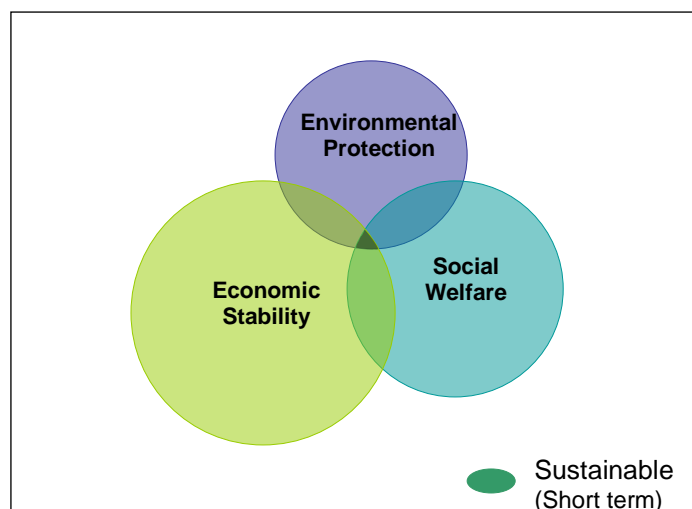 Environmental
Protection
Economic
Stability
Social
Welfare
Sustainable
(Short term)